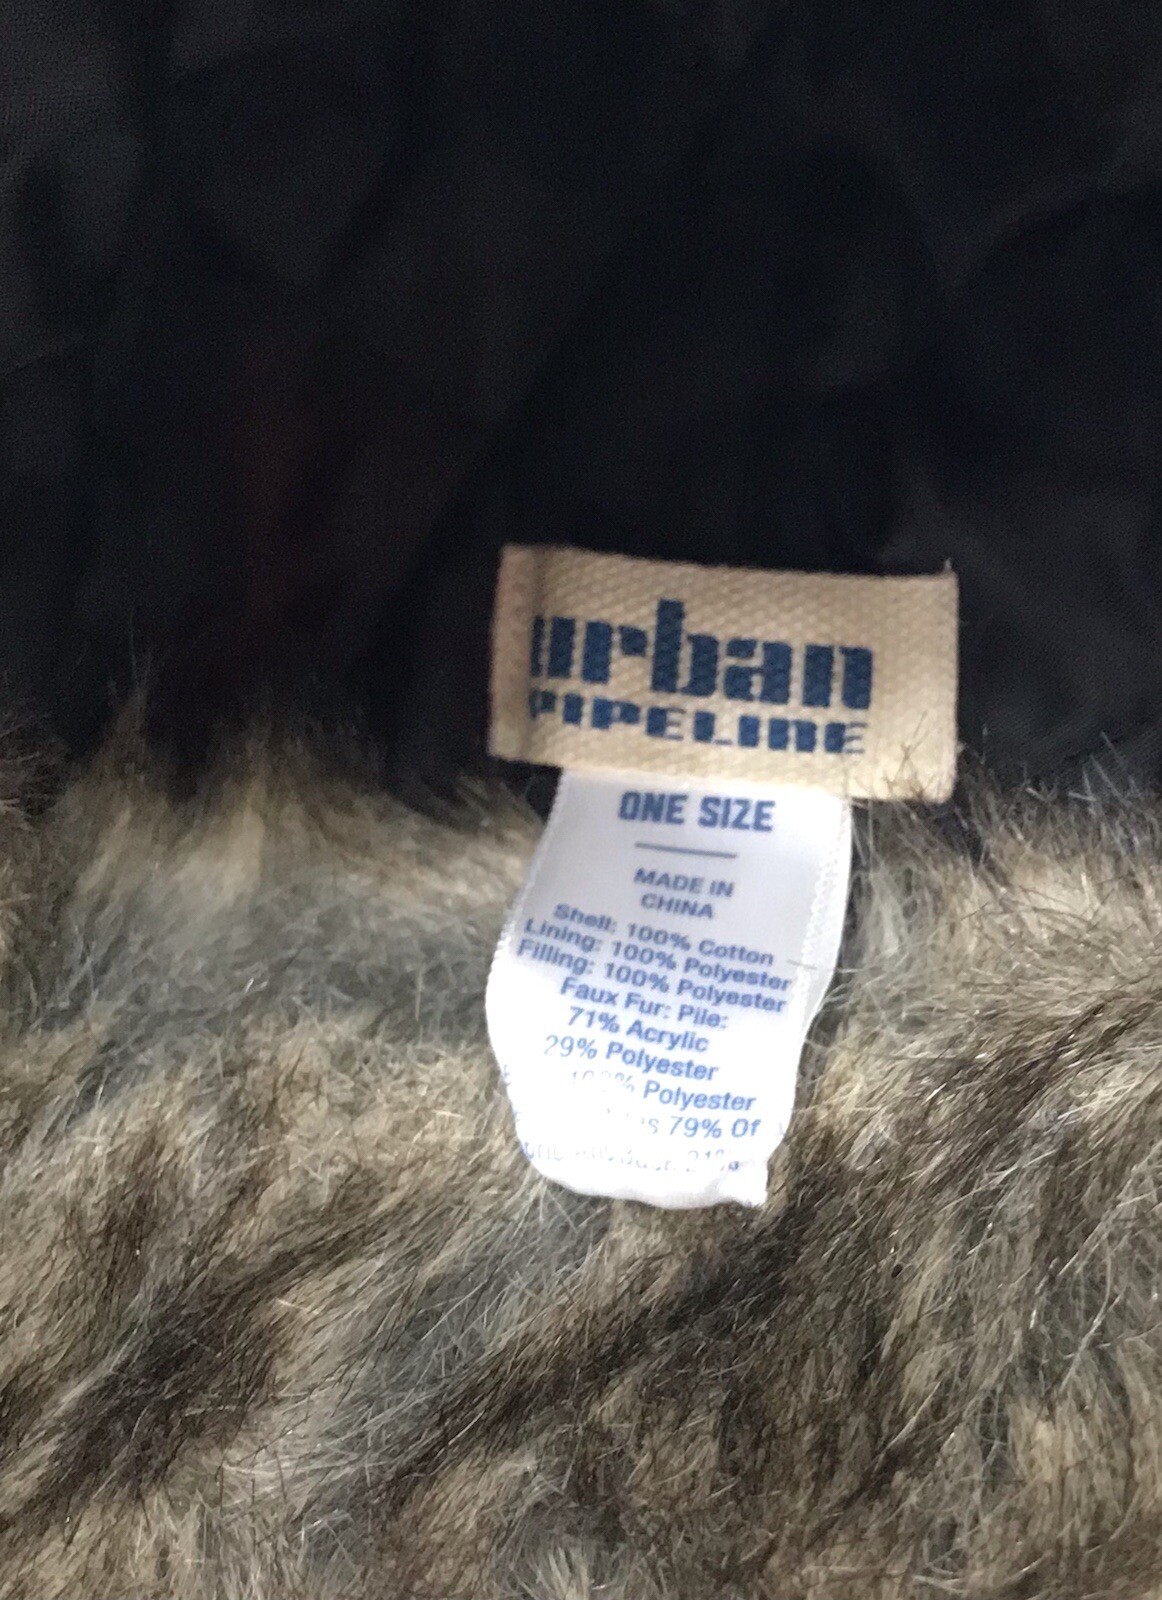 urban
PIPELINE
ONE SIZE
MADE IN
CHINA
Shell: 100% Cotton
Lining: 100% Polyester
Filling: 100% Polyester
Faux Fur: Pile:
71% Acrylic
29% Polyester
100% Polyester
79% Of